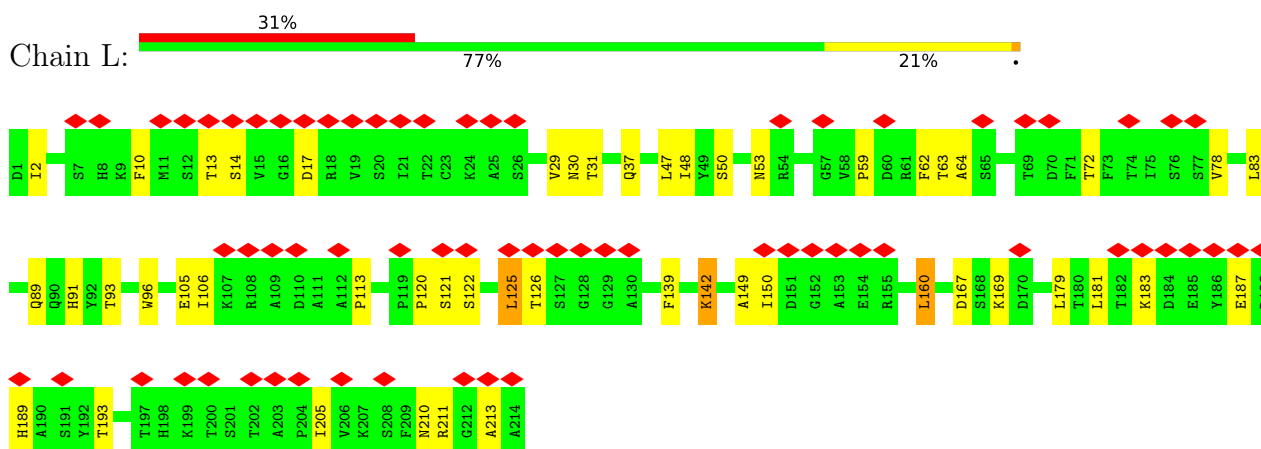 31%
Chain L:
77% 21% •
D1 I2 S7 H8 K9 F10 M11 S12 T13 S14 V15 G16 D17 R18 V19 S20 I21 T22 C23 K24 A25 S26 V29 N30 T31 Q37 L47 I48 Y49 S50 N53 R54 G57 V58 P59 D60 R61 F62 T63 A64 S65 T69 D70 F71 T72 F73 T74 I75 S76 S77 V78 L83
Q89 Q90 H91 Y92 T93 W96 E105 I106 K107 R108 A109 D110 A111 A112 P113 P119 P120 S121 S122 L125 T126 S127 G128 G129 A130 F139 K142 A149 I150 D151 G152 A153 E154 R155 L160 D167 S168 K169 D170 L179 T180 L181 T182 K183 D184 E185 Y186 E187
H189 A190 S191 Y192 T193 T197 H198 K199 T200 S201 T202 A203 P204 I205 V206 K207 S208 F209 N210 R211 G212 A213 A214